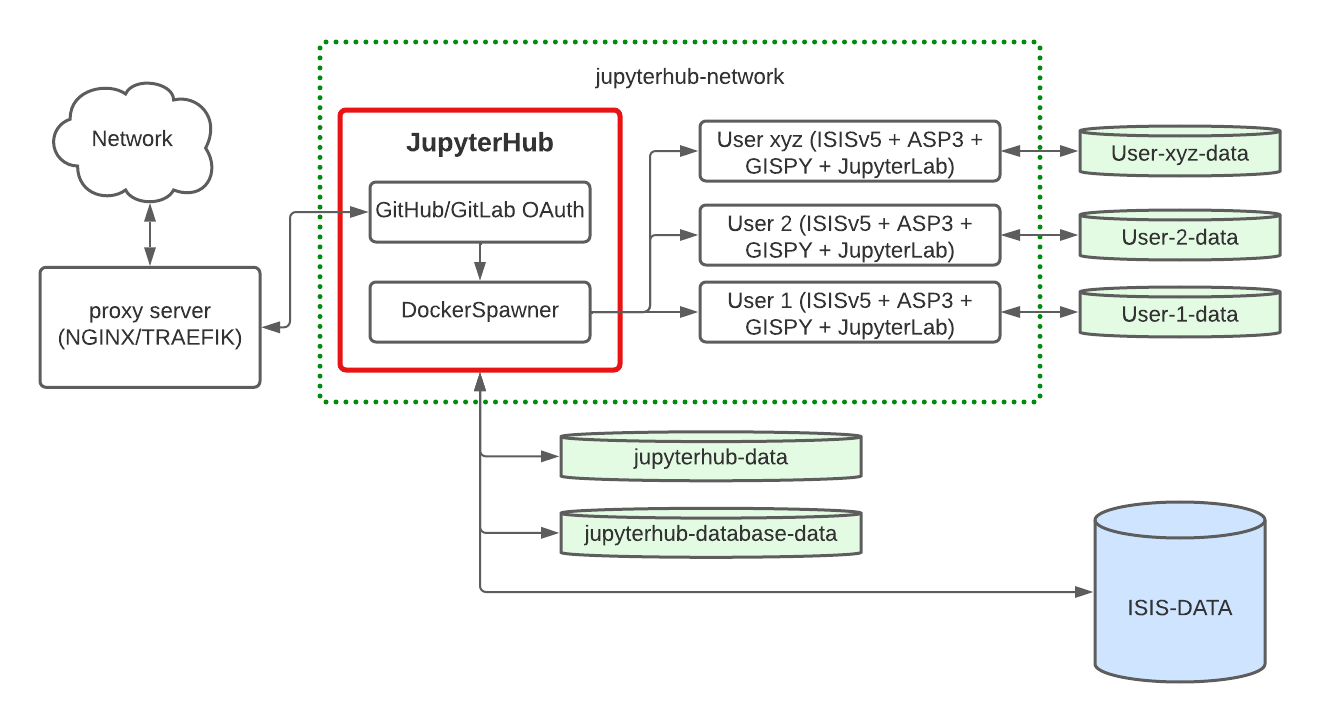 jupyterhub-network
Network
JupyterHub
GitHub/GitLab OAuth
DockerSpawner
proxy server
(NGINX/TRAEFIK)
User xyz (ISISv5 + ASP3 +
GISPY + JupyterLab)
User-xyz-data
User 2 (ISISv5 + ASP3 +
GISPY + JupyterLab)
User-2-data
User 1 (ISISv5 + ASP3 +
GISPY + JupyterLab)
User-1-data
jupyterhub-data
jupyterhub-database-data
ISIS-DATA